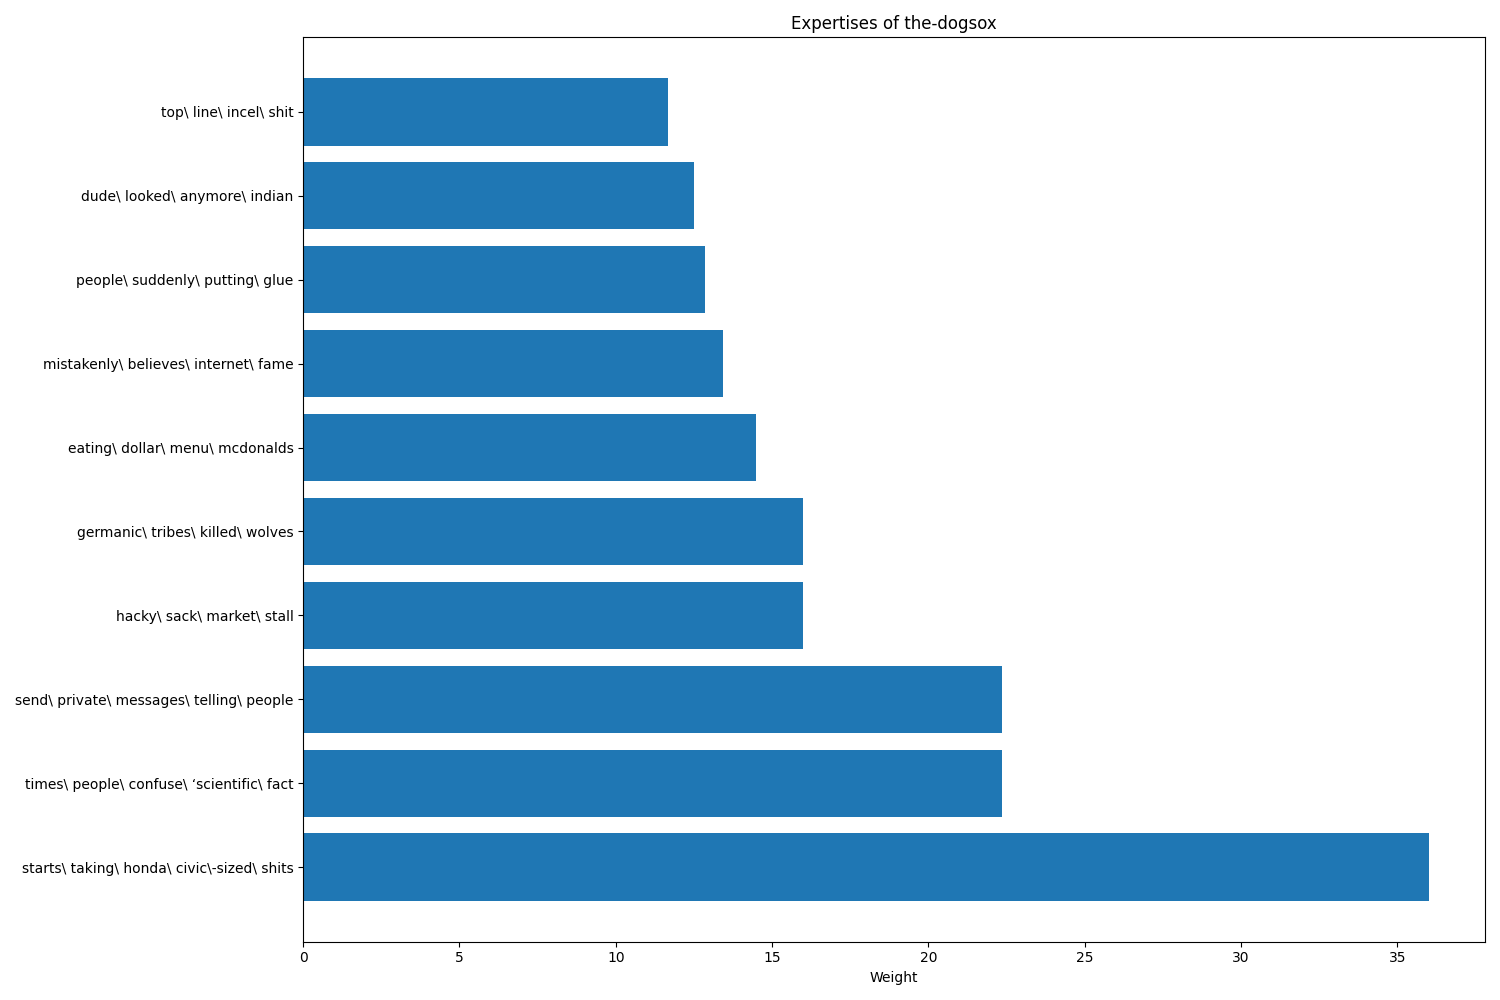 Expertises of the-dogsox
top\ line\ incel\ shit
dude\ looked\ anymore\ indian
people\ suddenly\ putting\ glue
mistakenly\ believes\ internet\ fame
eating\ dollar\ menu\ mcdonalds
germanic\ tribes\ killed\ wolves
hacky\ sack\ market\ stall
send\ private\ messages\ telling\ people
times\ people\ confuse\ ‘scientific\ fact
starts\ taking\ honda\ civic\-sized\ shits
0 5 10 15 20 25 30 35
Weight